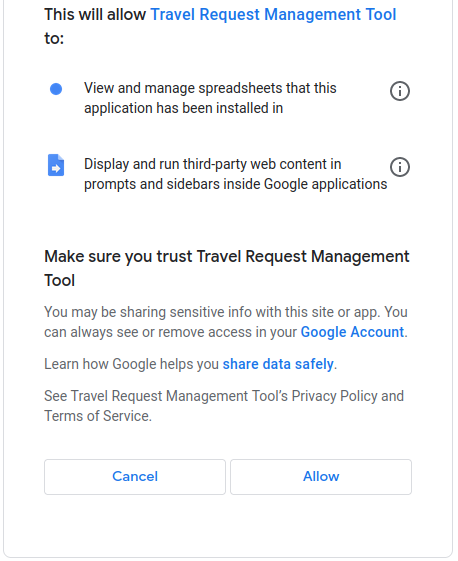 This will allow Travel Request Management Tool
to:
View and manage spreadsheets that this
application has been installed in
Display and run third-party web content in
prompts and sidebars inside Google applications
Make sure you trust Travel Request Management
Tool
You may be sharing sensitive info with this site or app. You
can always see or remove access in your Google Account.
Learn how Google helps you share data safely.
See Travel Request Management Tool's Privacy Policy and
Terms of Service.
Cancel
Allow